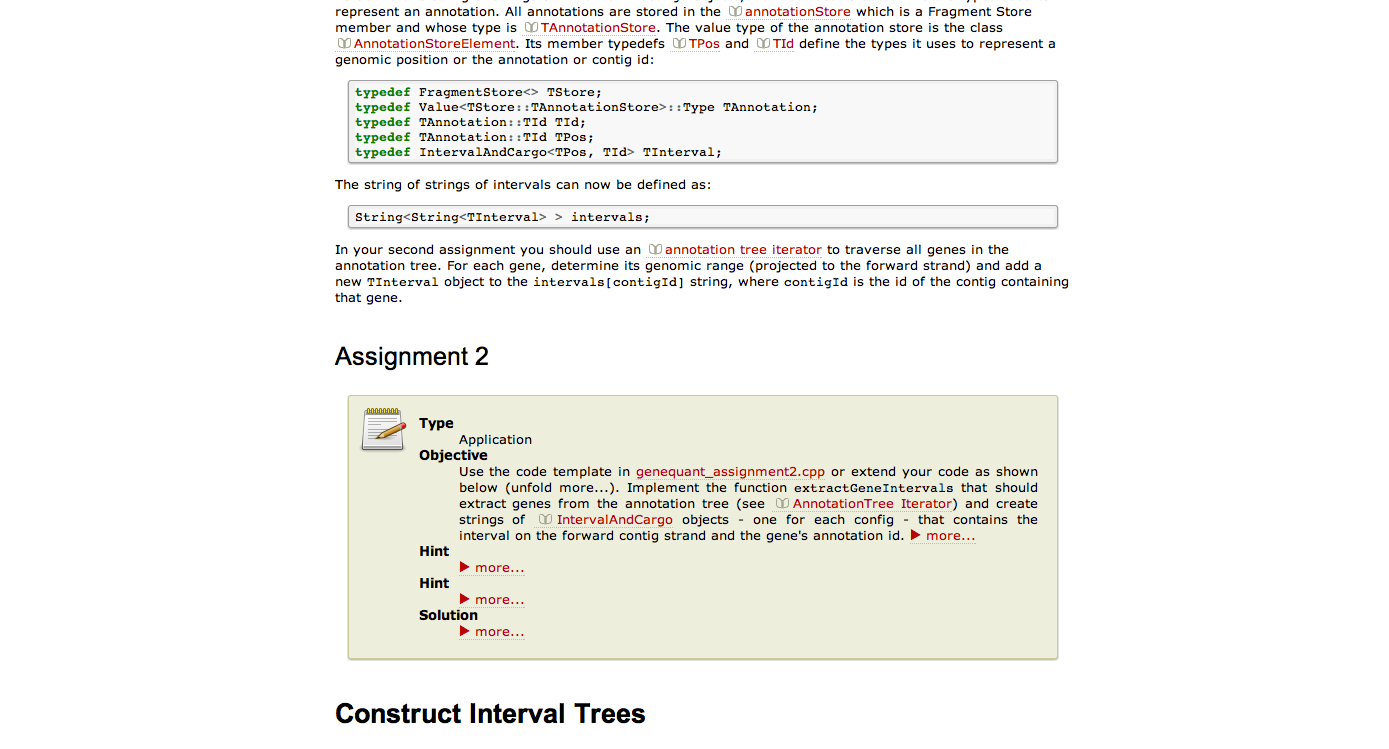 represent an annotation. All annotations are stored in the annotationStore which is a Fragment Store
member and whose type is TAnnotationStore. The value type of the annotation store is the class
AnnotationStoreElement. Its member typedefs TPos and TId define the types it uses to represent a
genomic position or the annotation or contig id:
typedef FragmentStore<> TStore;
typedef Value<TStore::TAnnotationStore>::Type TAnnotation;
typedef TAnnotation::TId TId;
typedef TAnnotation::TId TPos;
typedef IntervalAndCargo<TPos, TId> TInterval;
The string of strings of intervals can now be defined as:
String<String<TInterval> > intervals;
In your second assignment you should use an annotation tree iterator to traverse all genes in the
annotation tree. For each gene, determine its genomic range (projected to the forward strand) and add a
new TInterval object to the intervals[contigId] string, where contigId is the id of the contig containing
that gene.
Assignment 2
Type
Application
Objective
Use the code template in genequant_assignment2.cpp or extend your code as shown
below (unfold more...). Implement the function extractGeneIntervals that should
extract genes from the annotation tree (see AnnotationTree Iterator) and create
strings of IntervalAndCargo objects - one for each config - that contains the
interval on the forward contig strand and the gene's annotation id. ▶ more...
Hint
▶ more...
Hint
▶ more...
Solution
▶ more...
Construct Interval Trees